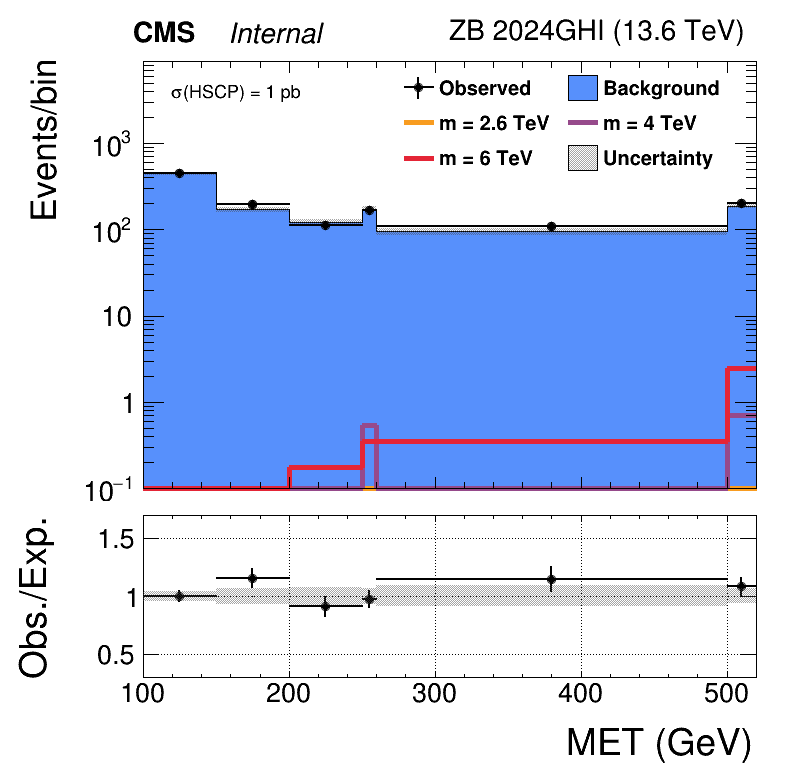 CMS Internal ZB 2024GHI (13.6 TeV)
σ(HSCP) = 1 pb
Observed Background
m = 2.6 TeV m = 4 TeV
m = 6 TeV Uncertainty
Events/bin
10³
10²
10
1
10⁻¹
Obs./Exp.
1.5
1
0.5
100 200 300 400 500
MET (GeV)